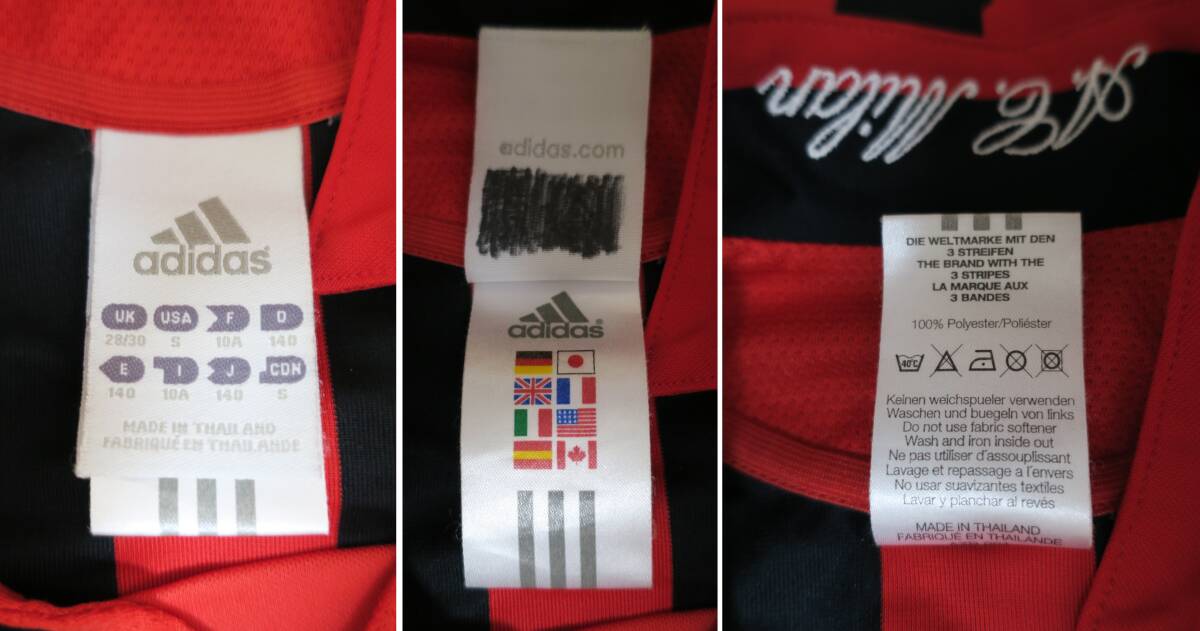 adidas
UK USA F D
28/30 S 10A 140
E I J CDN
140 10A 140 S
MADE IN THAILAND
FABRIQUÉ EN THAILANDE
adidas.com
adidas
A.C. Milan
DIE WELTMARKE MIT DEN
3 STREIFEN
THE BRAND WITH THE
3 STRIPES
LA MARQUE AUX
3 BANDES
100% Polyester/Poliéster
40°C
Keinen weichspueler verwenden
Waschen und buegeln von links
Do not use fabric softener
Wash and iron inside out
Ne pas utiliser d'assouplissant
Lavage et repassage a l'envers
No usar suavizantes textiles
Lavar y planchar al revés
MADE IN THAILAND
FABRIQUE EN THAILANDE